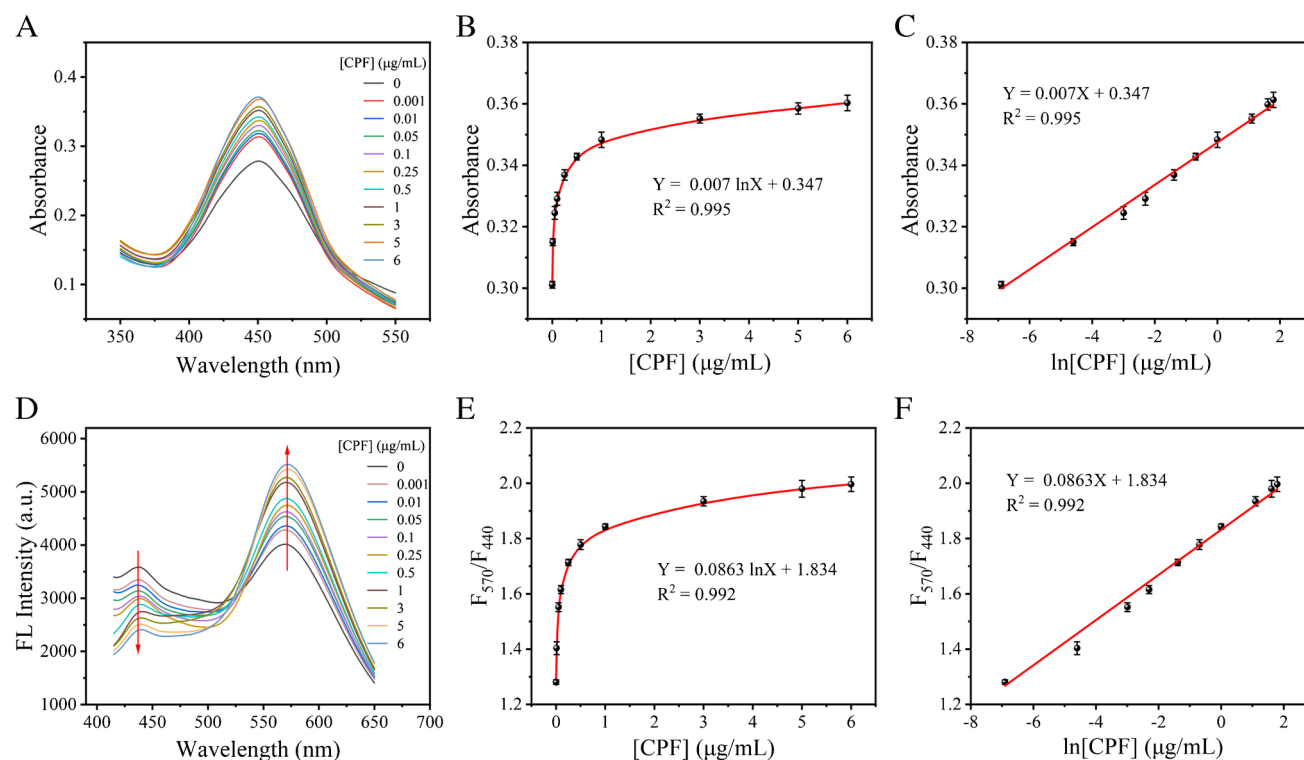 A
[CPF] (μg/mL)
0
0.001
0.01
0.05
0.1
0.25
0.5
1
3
5
6
0.4
0.3
0.2
0.1
Absorbance
350 400 450 500 550
Wavelength (nm)
B
0.38
0.36
0.34
0.32
0.30
Absorbance
Y = 0.007 lnX + 0.347
R² = 0.995
0 1 2 3 4 5 6
[CPF] (μg/mL)
C
0.38
0.36
0.34
0.32
0.30
Absorbance
Y = 0.007X + 0.347
R² = 0.995
-8 -6 -4 -2 0 2
ln[CPF] (μg/mL)
D
[CPF] (μg/mL)
0
0.001
0.01
0.05
0.1
0.25
0.5
1
3
5
6
6000
5000
4000
3000
2000
1000
FL Intensity (a.u.)
400 450 500 550 600 650 700
Wavelength (nm)
E
2.2
2.0
1.8
1.6
1.4
1.2
F₅₇₀/F₄₄₀
Y = 0.0863 lnX + 1.834
R² = 0.992
0 1 2 3 4 5 6
[CPF] (μg/mL)
F
2.2
2.0
1.8
1.6
1.4
1.2
F₅₇₀/F₄₄₀
Y = 0.0863X + 1.834
R² = 0.992
-8 -6 -4 -2 0 2
ln[CPF] (μg/mL)